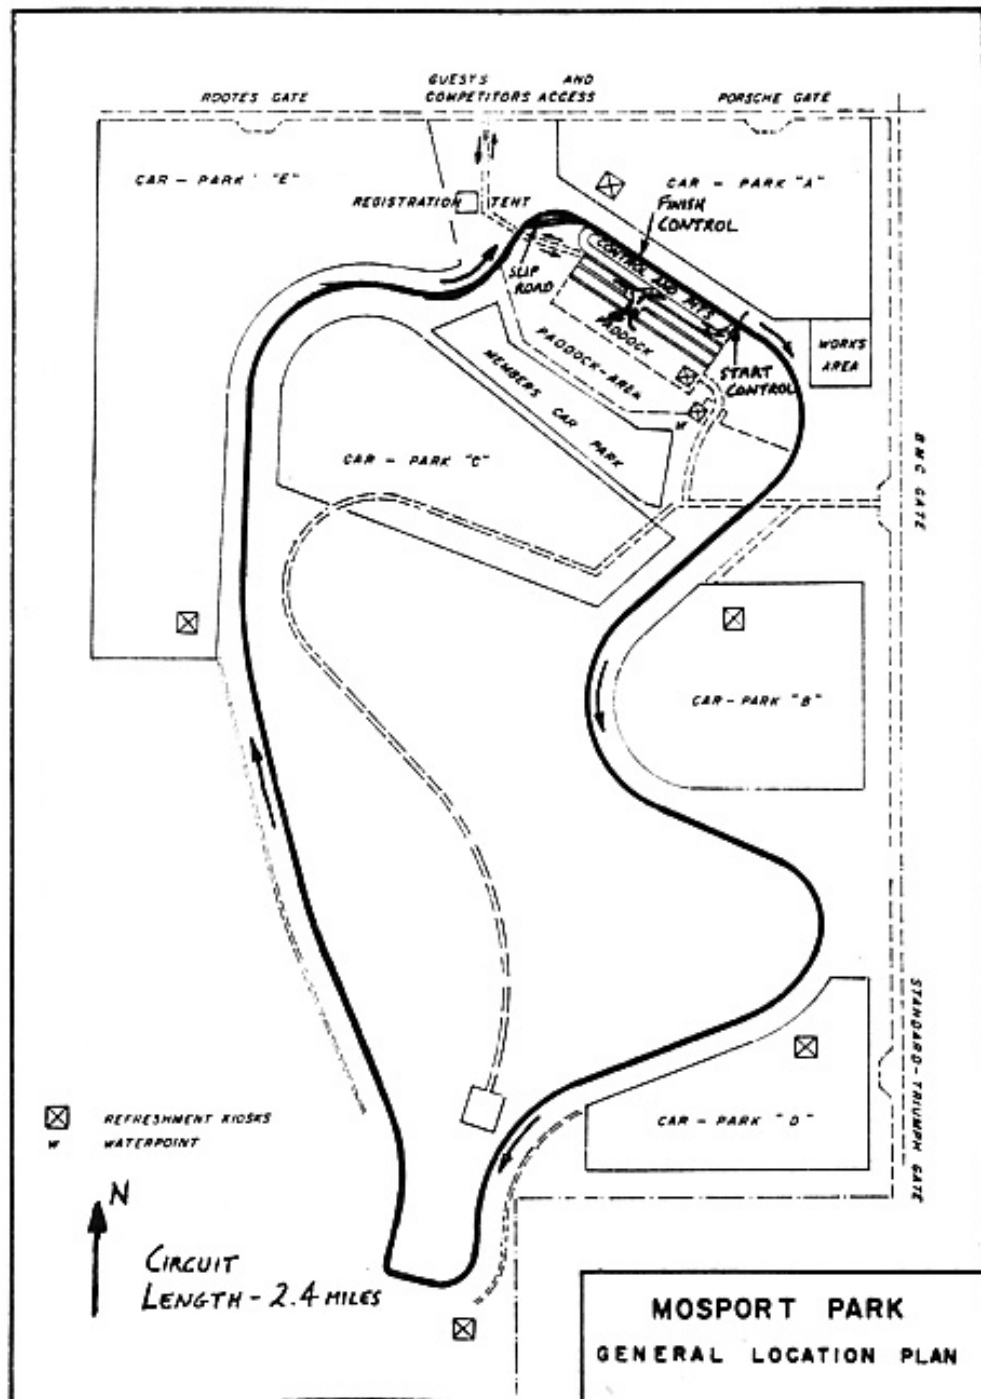 GUESTS AND
ROOTES GATE
COMPETITORS ACCESS
PORSCHE GATE
CAR - PARK "E"
CAR - PARK "A"
REGISTRATION TENT
FINISH
CONTROL
SLIP
ROAD
CONTROL AND PITS
PADDOCK
PADDOCK-AREA
MEMBERS CAR PARK
START
CONTROL
WORKS
AREA
W
CAR - PARK "C"
BMC GATE
CAR - PARK "B"
STANDARD-TRIUMPH GATE
CAR - PARK "D"
REFRESHMENT KIOSKS
W WATERPOINT
N
CIRCUIT
LENGTH - 2.4 MILES
MOSPORT PARK
GENERAL LOCATION PLAN